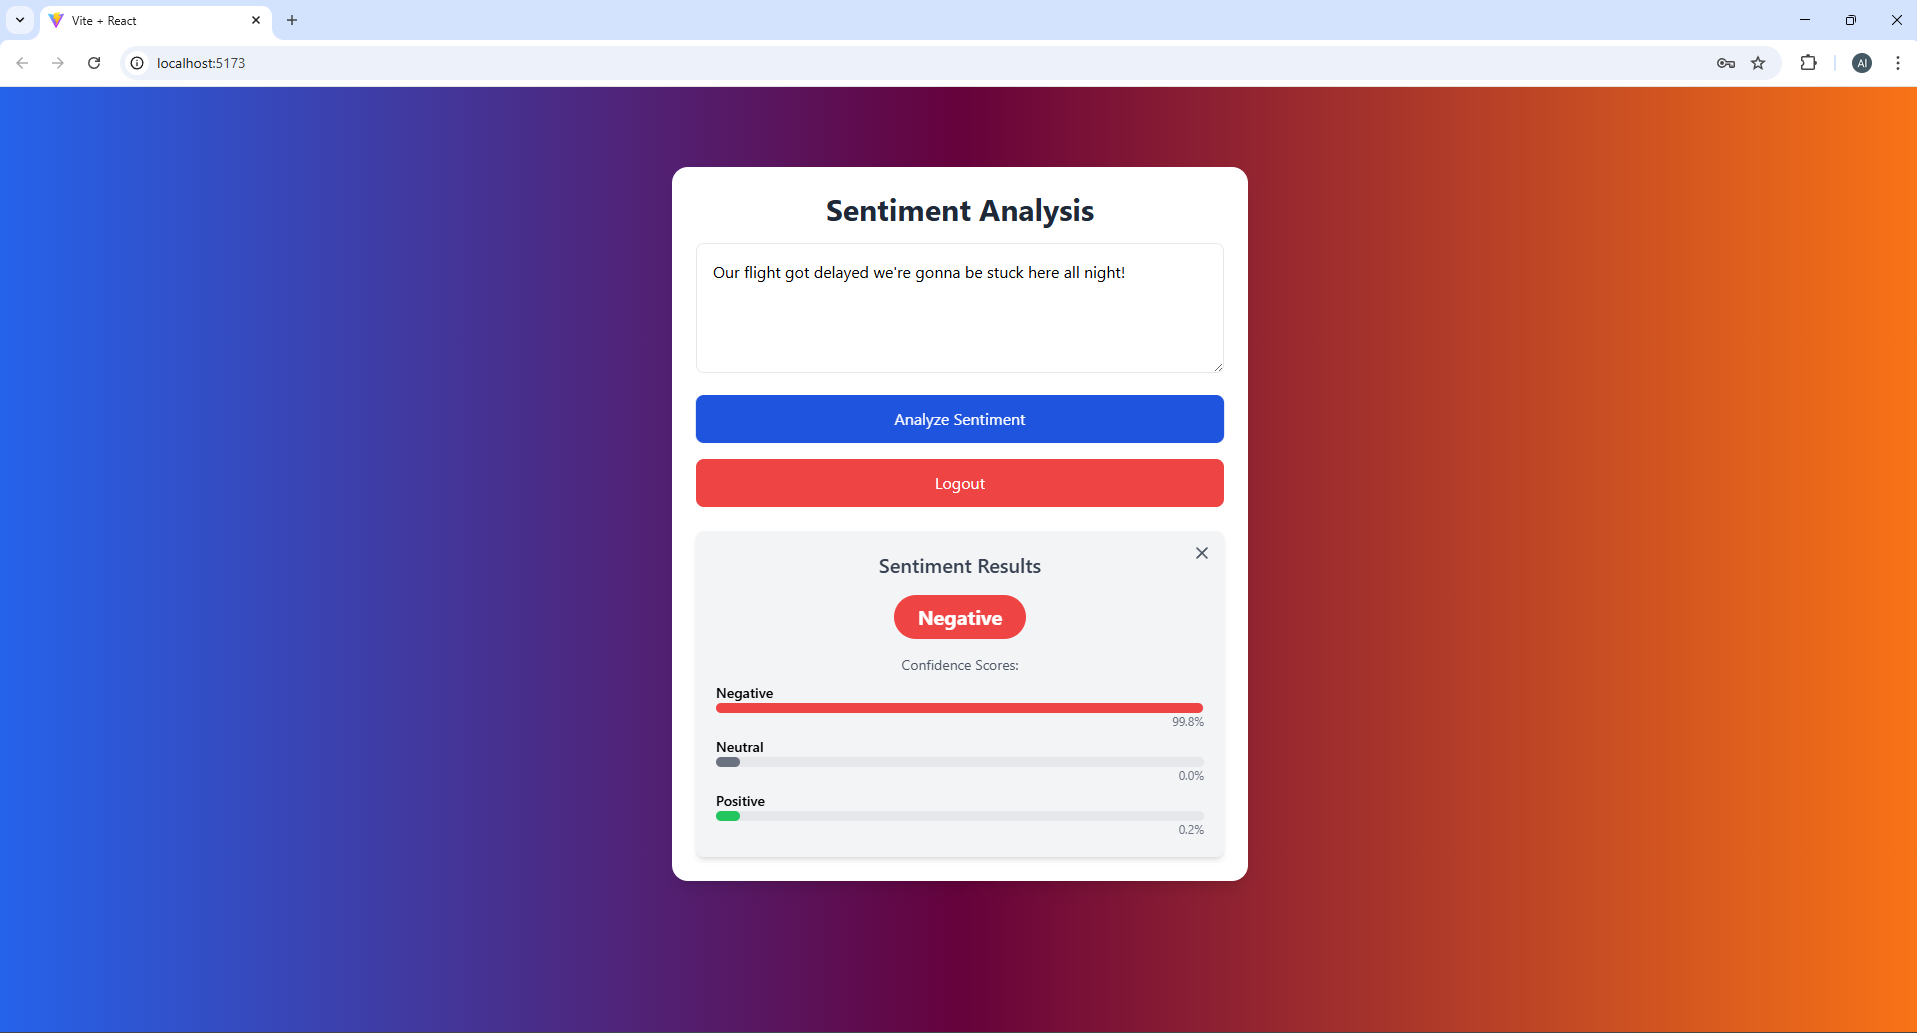 Vite + React
localhost:5173
AI
Sentiment Analysis
Our flight got delayed we're gonna be stuck here all night!
Analyze Sentiment
Logout
Sentiment Results
Negative
Confidence Scores:
Negative
99.8%
Neutral
0.0%
Positive
0.2%